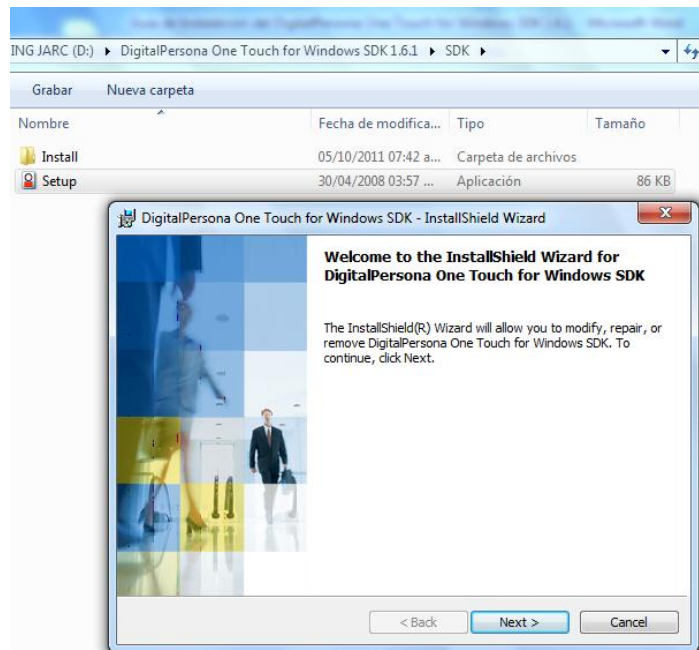 ING JARC (D:) ▸ DigitalPersona One Touch for Windows SDK 1.6.1 ▸ SDK ▸
Grabar Nueva carpeta
Nombre Fecha de modifica... Tipo Tamaño
Install 05/10/2011 07:42 a... Carpeta de archivos
Setup 30/04/2008 03:57 ... Aplicación 86 KB
DigitalPersona One Touch for Windows SDK - InstallShield Wizard
Welcome to the InstallShield Wizard for
DigitalPersona One Touch for Windows SDK
The InstallShield(R) Wizard will allow you to modify, repair, or
remove DigitalPersona One Touch for Windows SDK. To
continue, click Next.
< Back Next > Cancel